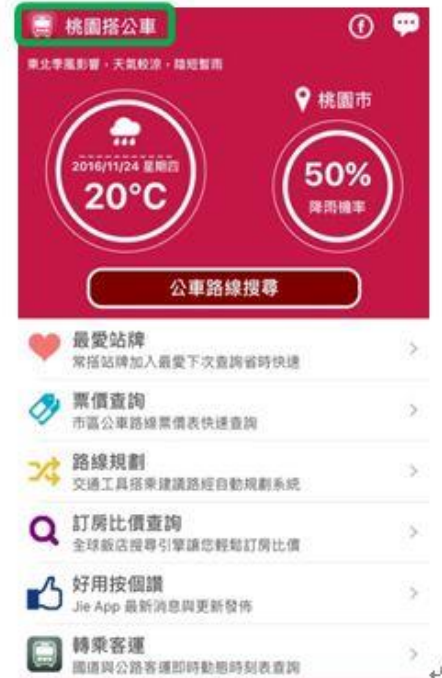 桃園搭公車
東北季風影響，天氣較涼，陰短暫雨
桃園市
2016/11/24 星期四
20°C
50%
降雨機率
公車路線搜尋
最愛站牌
常搭站牌加入最愛下次查詢省時快速
票價查詢
市區公車路線票價表快速查詢
路線規劃
交通工具搭乘建議路經自動規劃系統
訂房比價查詢
全球飯店搜尋引擎讓您輕鬆訂房比價
好用按個讚
Jie App 最新消息與更新發佈
轉乘客運
國道與公路客運即時動態時刻表查詢